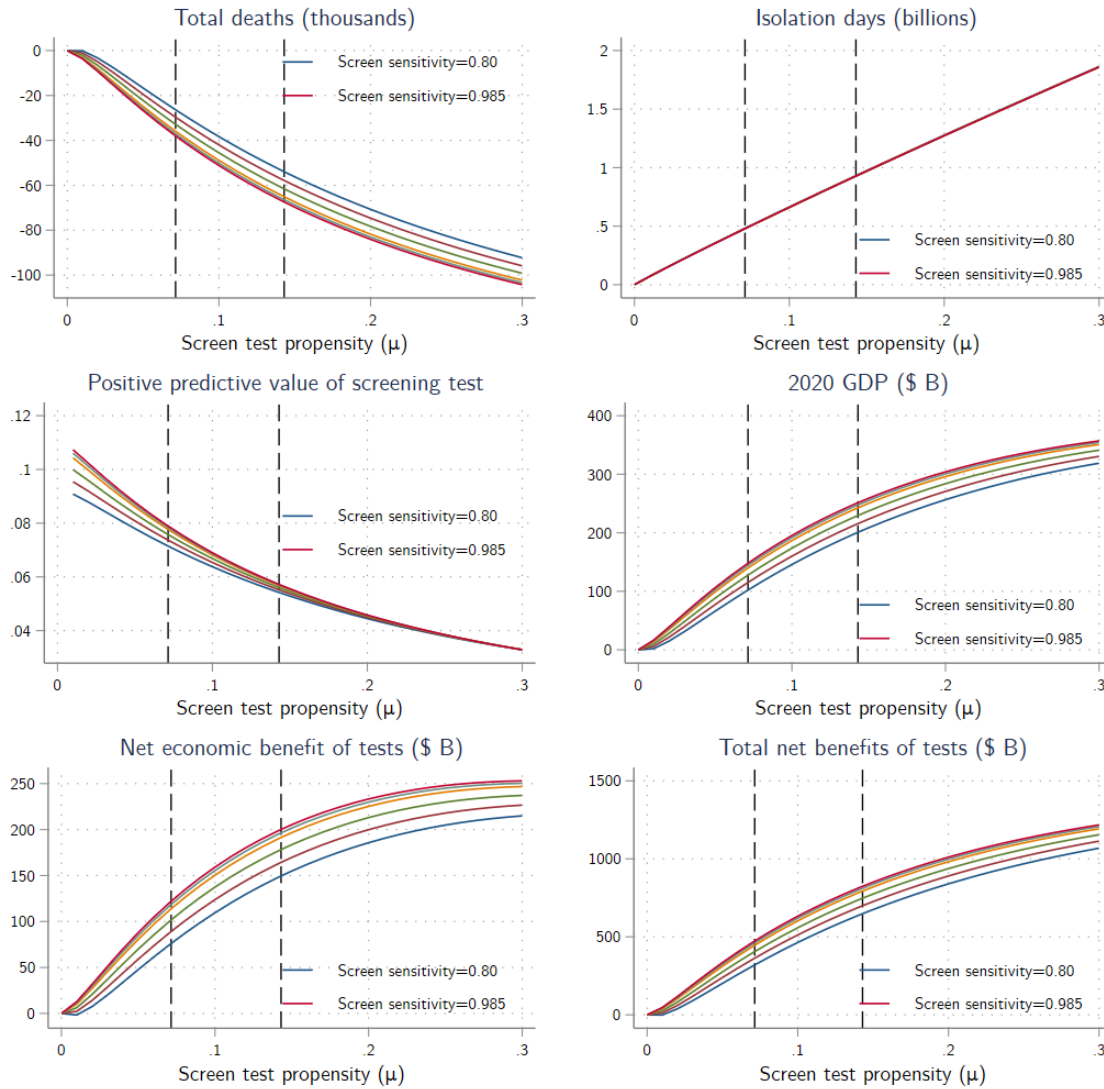 Total deaths (thousands)
0
-20
-40
-60
-80
-100
Screen sensitivity=0.80
Screen sensitivity=0.985
0 .1 .2 .3
Screen test propensity (μ)
Isolation days (billions)
2
1.5
1
.5
0
Screen sensitivity=0.80
Screen sensitivity=0.985
0 .1 .2 .3
Screen test propensity (μ)
Positive predictive value of screening test
.12
.1
.08
.06
.04
Screen sensitivity=0.80
Screen sensitivity=0.985
0 .1 .2 .3
Screen test propensity (μ)
2020 GDP ($ B)
400
300
200
100
0
Screen sensitivity=0.80
Screen sensitivity=0.985
0 .1 .2 .3
Screen test propensity (μ)
Net economic benefit of tests ($ B)
250
200
150
100
50
0
Screen sensitivity=0.80
Screen sensitivity=0.985
0 .1 .2 .3
Screen test propensity (μ)
Total net benefits of tests ($ B)
1500
1000
500
0
Screen sensitivity=0.80
Screen sensitivity=0.985
0 .1 .2 .3
Screen test propensity (μ)